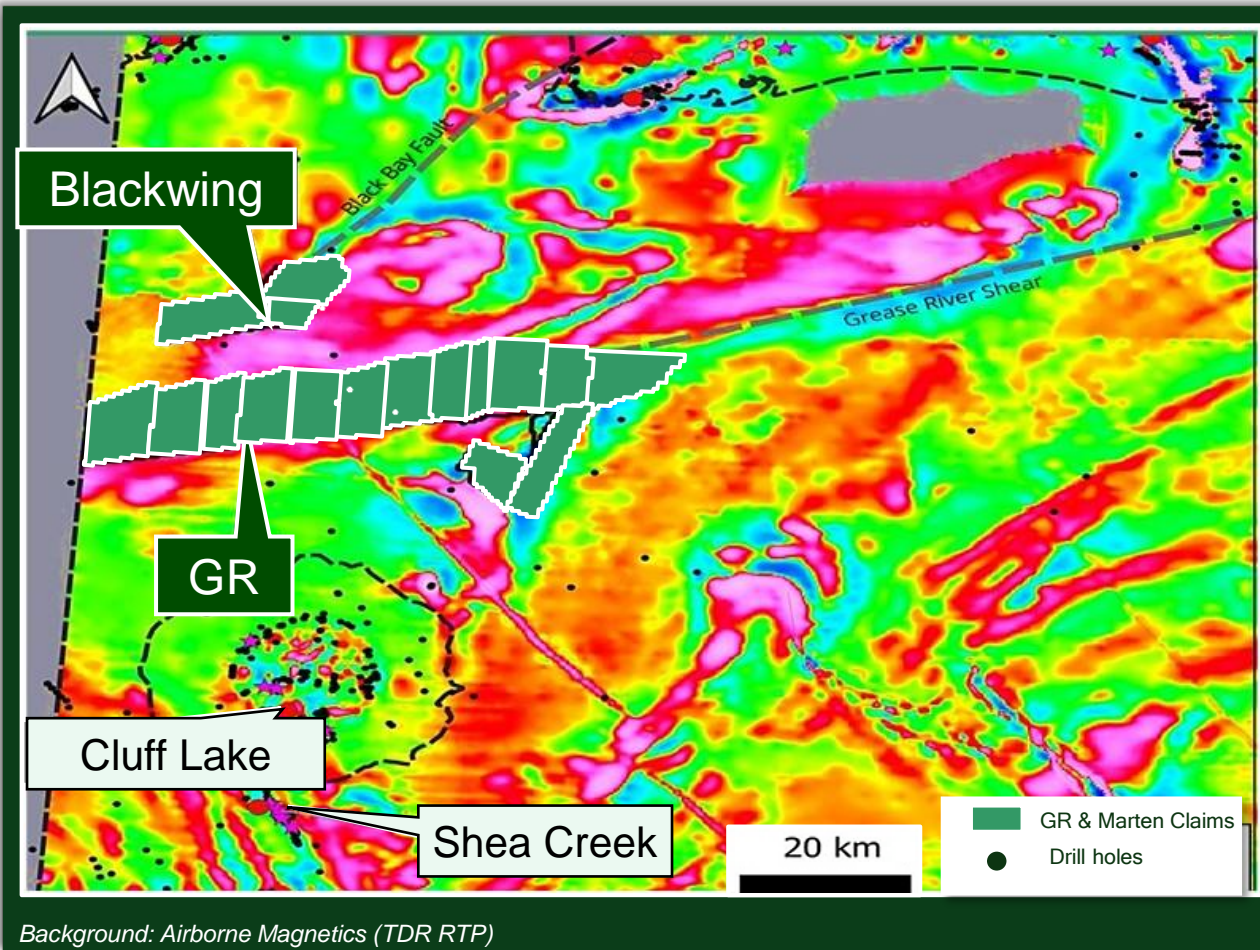 Black Bay Fault
Blackwing
Grease River Shear
GR
Cluff Lake
Shea Creek
20 km
GR & Marten Claims
Drill holes
Background: Airborne Magnetics (TDR RTP)